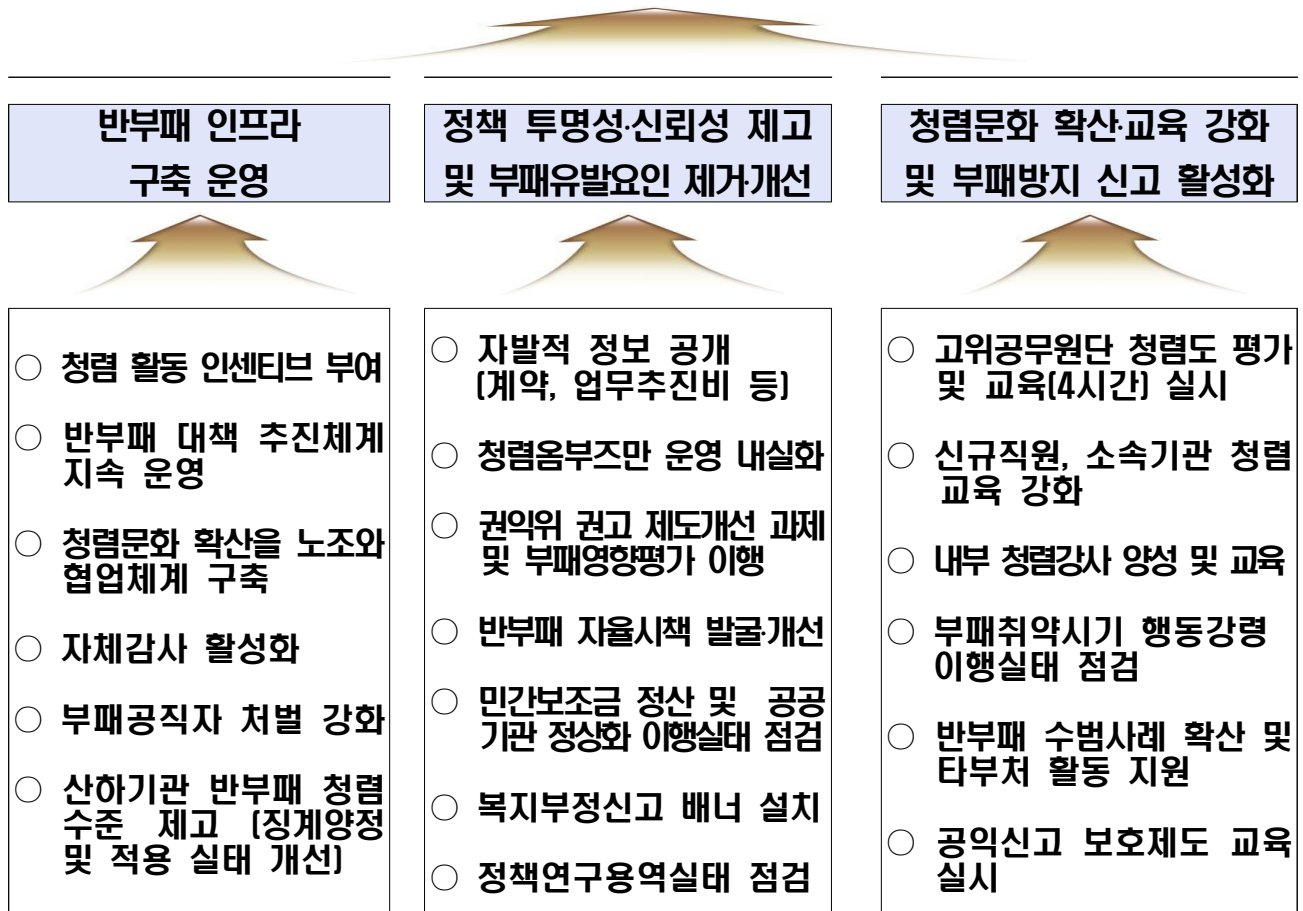 반부패 인프라
구축 운영
○ 청렴 활동 인센티브 부여
○ 반부패 대책 추진체계
지속 운영
○ 청렴문화 확산을 노조와
협업체계 구축
○ 자체감사 활성화
○ 부패공직자 처벌 강화
○ 산하기관 반부패 청렴
수준 제고 (징계양정
및 적용 실태 개선)
정책 투명성·신뢰성 제고
및 부패유발요인 제거·개선
○ 자발적 정보 공개
(계약, 업무추진비 등)
○ 청렴옴부즈만 운영 내실화
○ 권익위 권고 제도개선 과제
및 부패영향평가 이행
○ 반부패 자율시책 발굴·개선
○ 민간보조금 정산 및 공공
기관 정상화 이행실태 점검
○ 복지부정신고 배너 설치
○ 정책연구용역실태 점검
청렴문화 확산·교육 강화
및 부패방지 신고 활성화
○ 고위공무원단 청렴도 평가
및 교육(4시간) 실시
○ 신규직원, 소속기관 청렴
교육 강화
○ 내부 청렴강사 양성 및 교육
○ 부패취약시기 행동강령
이행실태 점검
○ 반부패 수범사례 확산 및
타부처 활동 지원
○ 공익신고 보호제도 교육
실시